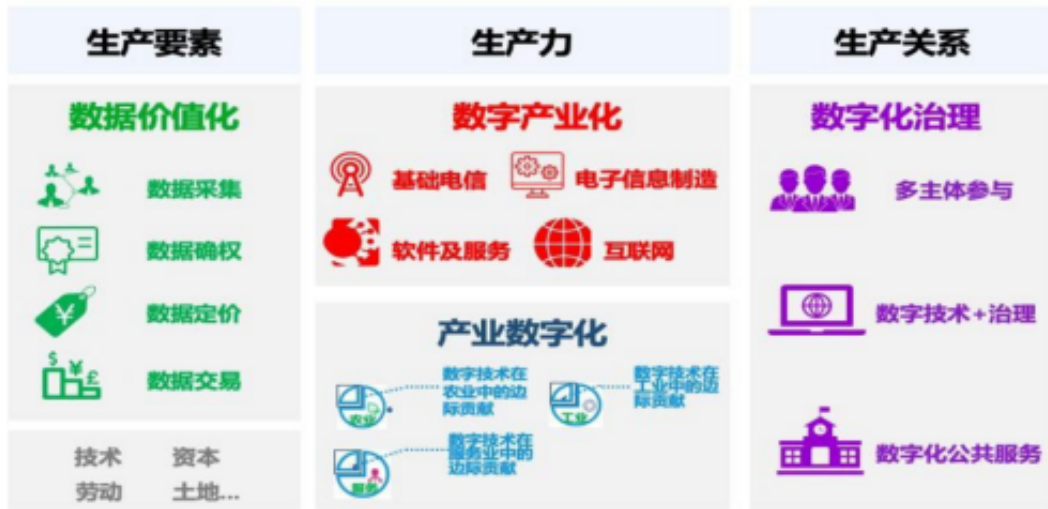 生产要素
数据价值化
数据采集
数据确权
数据定价
数据交易
技术 资本
劳动 土地...
生产力
数字产业化
基础电信
电子信息制造
软件及服务
互联网
产业数字化
农业
数字技术在
农业中的边
际贡献
工业
数字技术在
工业中的边
际贡献
服务
数字技术在
服务业中的
边际贡献
生产关系
数字化治理
多主体参与
数字技术+治理
数字化公共服务